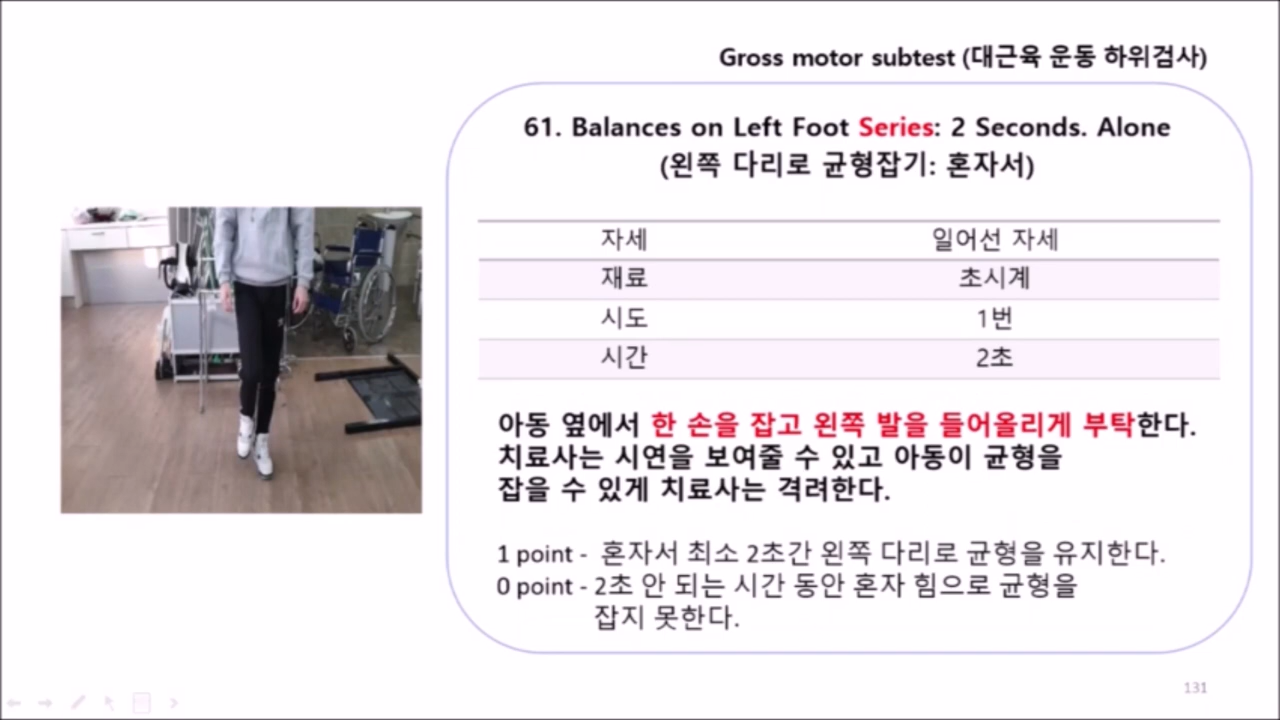 Gross motor subtest (대근육 운동 하위검사)
61. Balances on Left Foot Series: 2 Seconds. Alone
(왼쪽 다리로 균형잡기: 혼자서)
자세 일어선 자세
재료 초시계
시도 1번
시간 2초
아동 옆에서 한 손을 잡고 왼쪽 발을 들어올리게 부탁한다.
치료사는 시연을 보여줄 수 있고 아동이 균형을
잡을 수 있게 치료사는 격려한다.
1 point - 혼자서 최소 2초간 왼쪽 다리로 균형을 유지한다.
0 point - 2초 안 되는 시간 동안 혼자 힘으로 균형을
잡지 못한다.
131